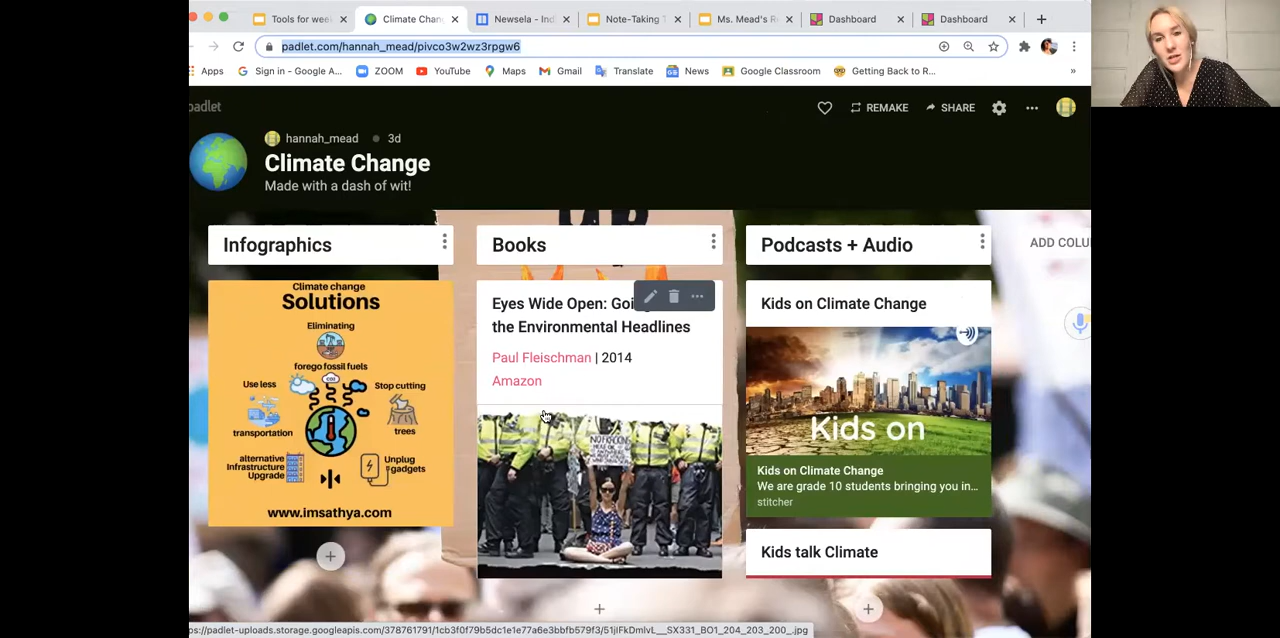 Tools for wee
Climate Chan
Newsela - Ind
Note-Taking T
Ms. Mead's R
Dashboard
Dashboard
padlet.com/hannah_mead/pivco3w2wz3rpgw6
Apps
Sign in - Google A...
ZOOM
YouTube
Maps
Gmail
Translate
News
Google Classroom
Getting Back to R...
»
padlet
REMAKE
SHARE
hannah_mead
3d
Climate Change
Made with a dash of wit!
Infographics
Books
Podcasts + Audio
ADD COLU
Climate change
Solutions
Eliminating
forego fossil fuels
CO2
Use less
transportation
Stop cutting
trees
alternative
Infrastructure
Upgrade
Unplug
gadgets
www.imsathya.com
Eyes Wide Open: Goi
the Environmental Headlines
Paul Fleischman | 2014
Amazon
Kids on Climate Change
Kids on
Kids on Climate Change
We are grade 10 students bringing you in...
stitcher
Kids talk Climate